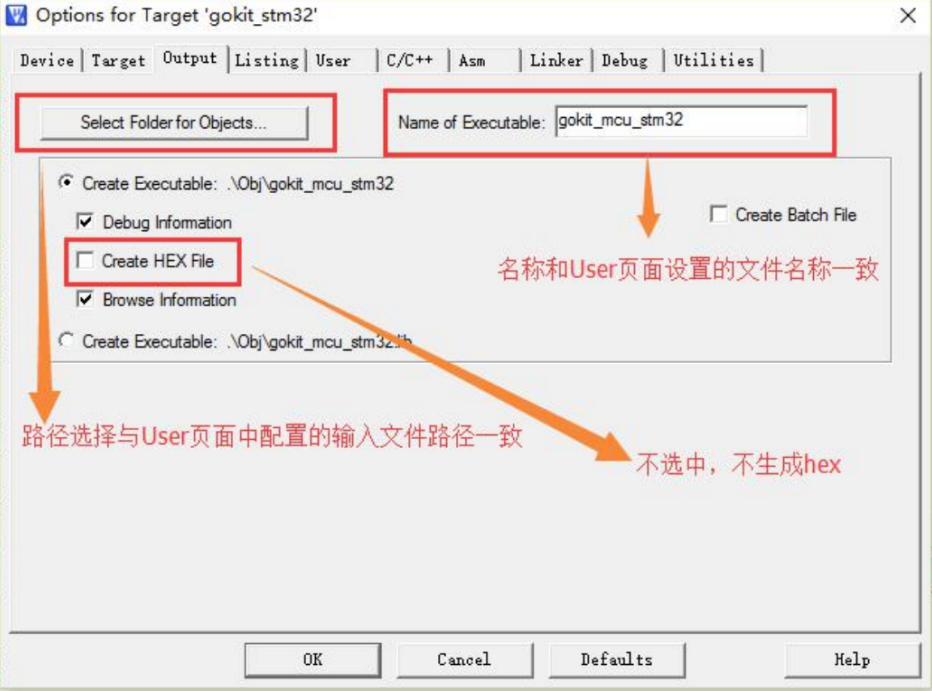 Options for Target 'gokit_stm32'
Device Target Output Listing User C/C++ Asm Linker Debug Utilities
Select Folder for Objects... Name of Executable: gokit_mcu_stm32
Create Executable: .\Obj\gokit_mcu_stm32
Debug Information Create Batch File
Create HEX File
名称和User页面设置的文件名称一致
Browse Information
Create Executable: .\Obj\gokit_mcu_stm32.lib
路径选择与User页面中配置的输入文件路径一致
不选中，不生成hex
OK Cancel Defaults Help